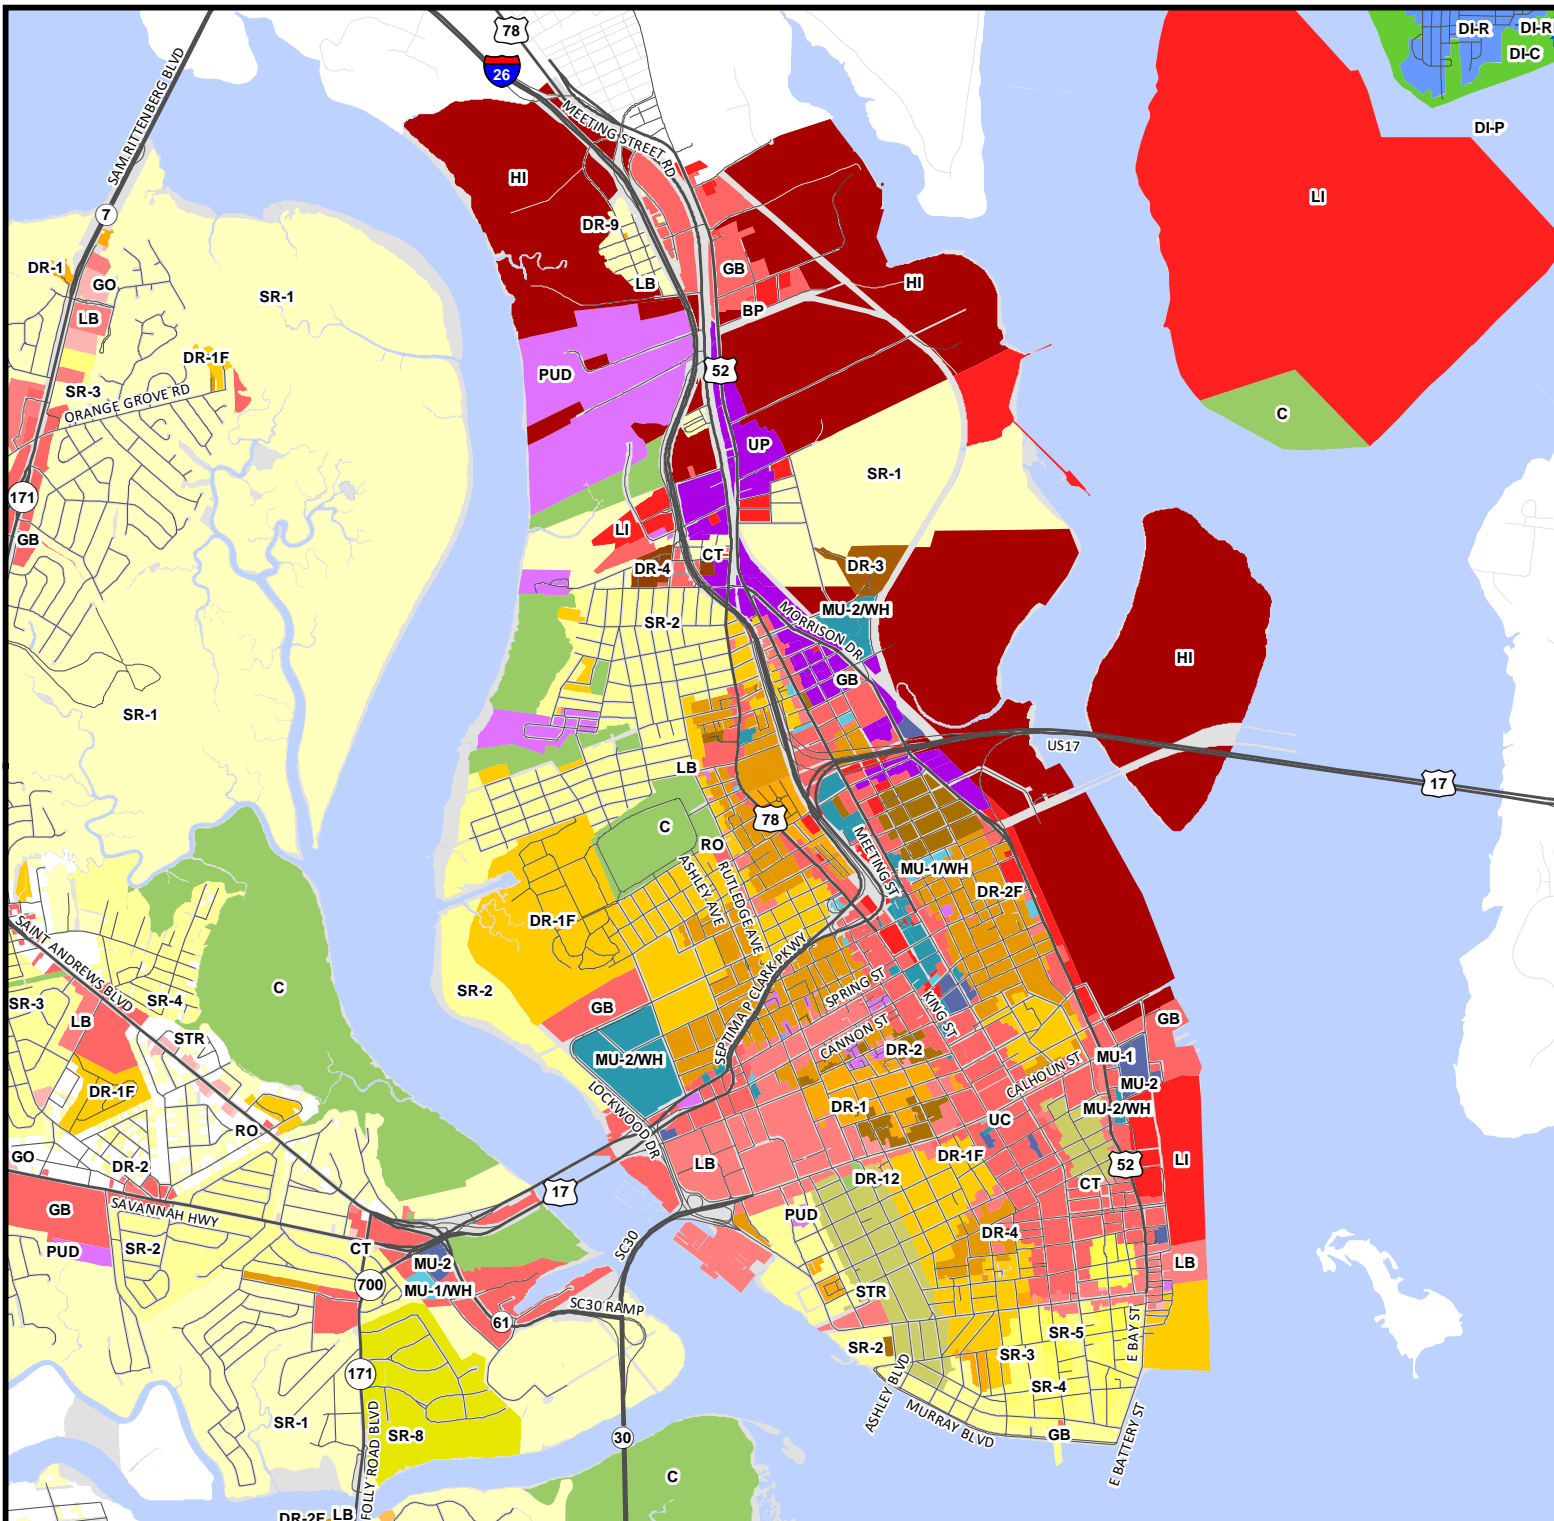 78
26
DI-R
DI-R
DI-C
DI-P
SAM RITTENBERG BLVD
MEETING STREET RD
HI
LI
7
DR-9
DR-1
GO
SR-1
LB
GB
HI
LB
BP
DR-1F
PUD
52
SR-3
ORANGE GROVE RD
C
UP
SR-1
171
LI
GB
CT
DR-4
DR-3
MU-2/WH
SR-2
MORRISON DR
HI
GB
SR-1
US17
LB
17
78
C
RO
MEETING ST
MU-1/WH
ASHLEY AVE
RUTLEDGE AVE
DR-2F
DR-1F
SAINT ANDREWS BLVD
C
SR-2
SR-3
SR-4
LB
GB
SEPTIMA P CLARK PKWY
SPRING ST
KING ST
GB
STR
CANNON ST
MU-2/WH
DR-2
MU-1
CALHOUN ST
MU-2
DR-1F
LOCKWOOD DR
DR-1
MU-2/WH
RO
UC
GO
DR-2
LB
DR-1F
52
LI
DR-12
CT
17
GB
SAVANNAH HWY
PUD
DR-4
PUD
SR-2
CT
SC30
MU-2
LB
700
MU-1/WH
STR
SC30 RAMP
61
SR-5
E BAY ST
SR-2
SR-3
171
SR-4
ASHLEY BLVD
MURRAY BLVD
SR-1
SR-8
30
GB
E BATTERY ST
FOLLY ROAD BLVD
C
DR-2F
LB